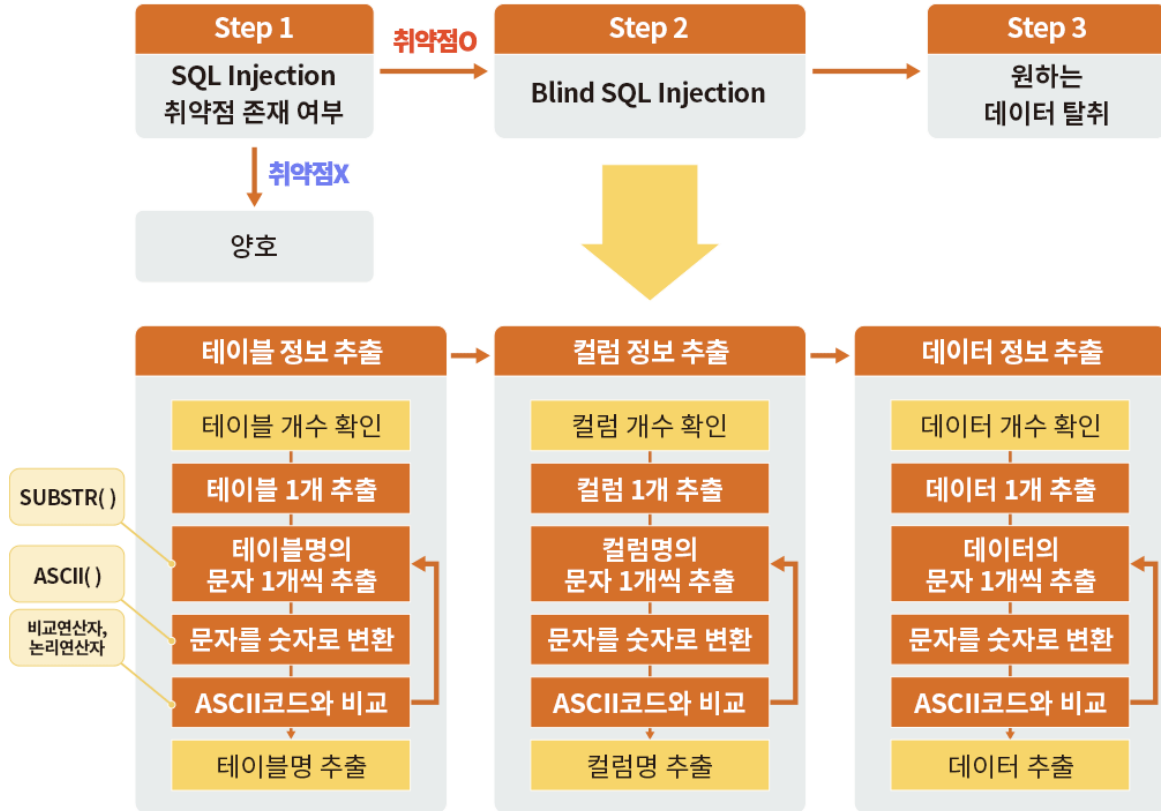 Step 1
SQL Injection
취약점 존재 여부
취약점O
Step 2
Blind SQL Injection
Step 3
원하는
데이터 탈취
취약점X
양호
테이블 정보 추출
테이블 개수 확인
테이블 1개 추출
테이블명의
문자 1개씩 추출
문자를 숫자로 변환
ASCII코드와 비교
테이블명 추출
SUBSTR( )
ASCII( )
비교연산자,
논리연산자
컬럼 정보 추출
컬럼 개수 확인
컬럼 1개 추출
컬럼명의
문자 1개씩 추출
문자를 숫자로 변환
ASCII코드와 비교
컬럼명 추출
데이터 정보 추출
데이터 개수 확인
데이터 1개 추출
데이터의
문자 1개씩 추출
문자를 숫자로 변환
ASCII코드와 비교
데이터 추출